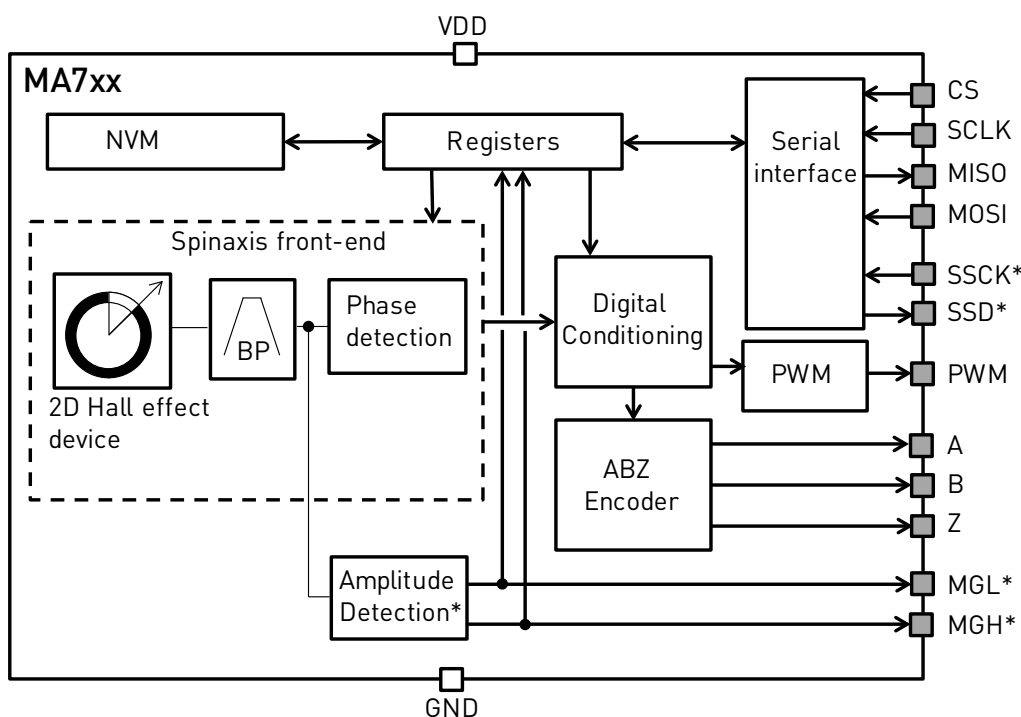 VDD
MA7xx
NVM
Registers
Serial
interface
CS
SCLK
MISO
MOSI
SSCK*
SSD*
Spinaxis front-end
BP
Phase
detection
2D Hall effect
device
Digital
Conditioning
PWM
PWM
ABZ
Encoder
A
B
Z
Amplitude
Detection*
MGL*
MGH*
GND